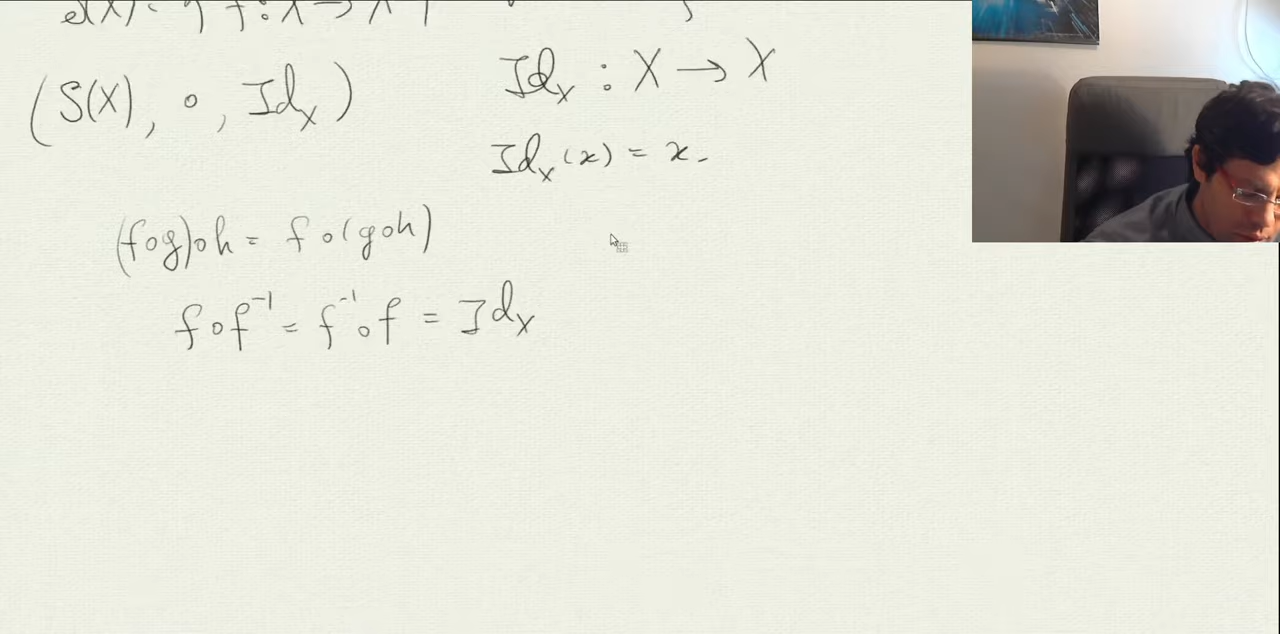 S(X): { f: X → X |
(S(X), ∘, Id_X)
Id_X : X → X
Id_X(x) = x.
(f∘g)∘h = f∘(g∘h)
f∘f⁻¹ = f⁻¹∘f = Id_X